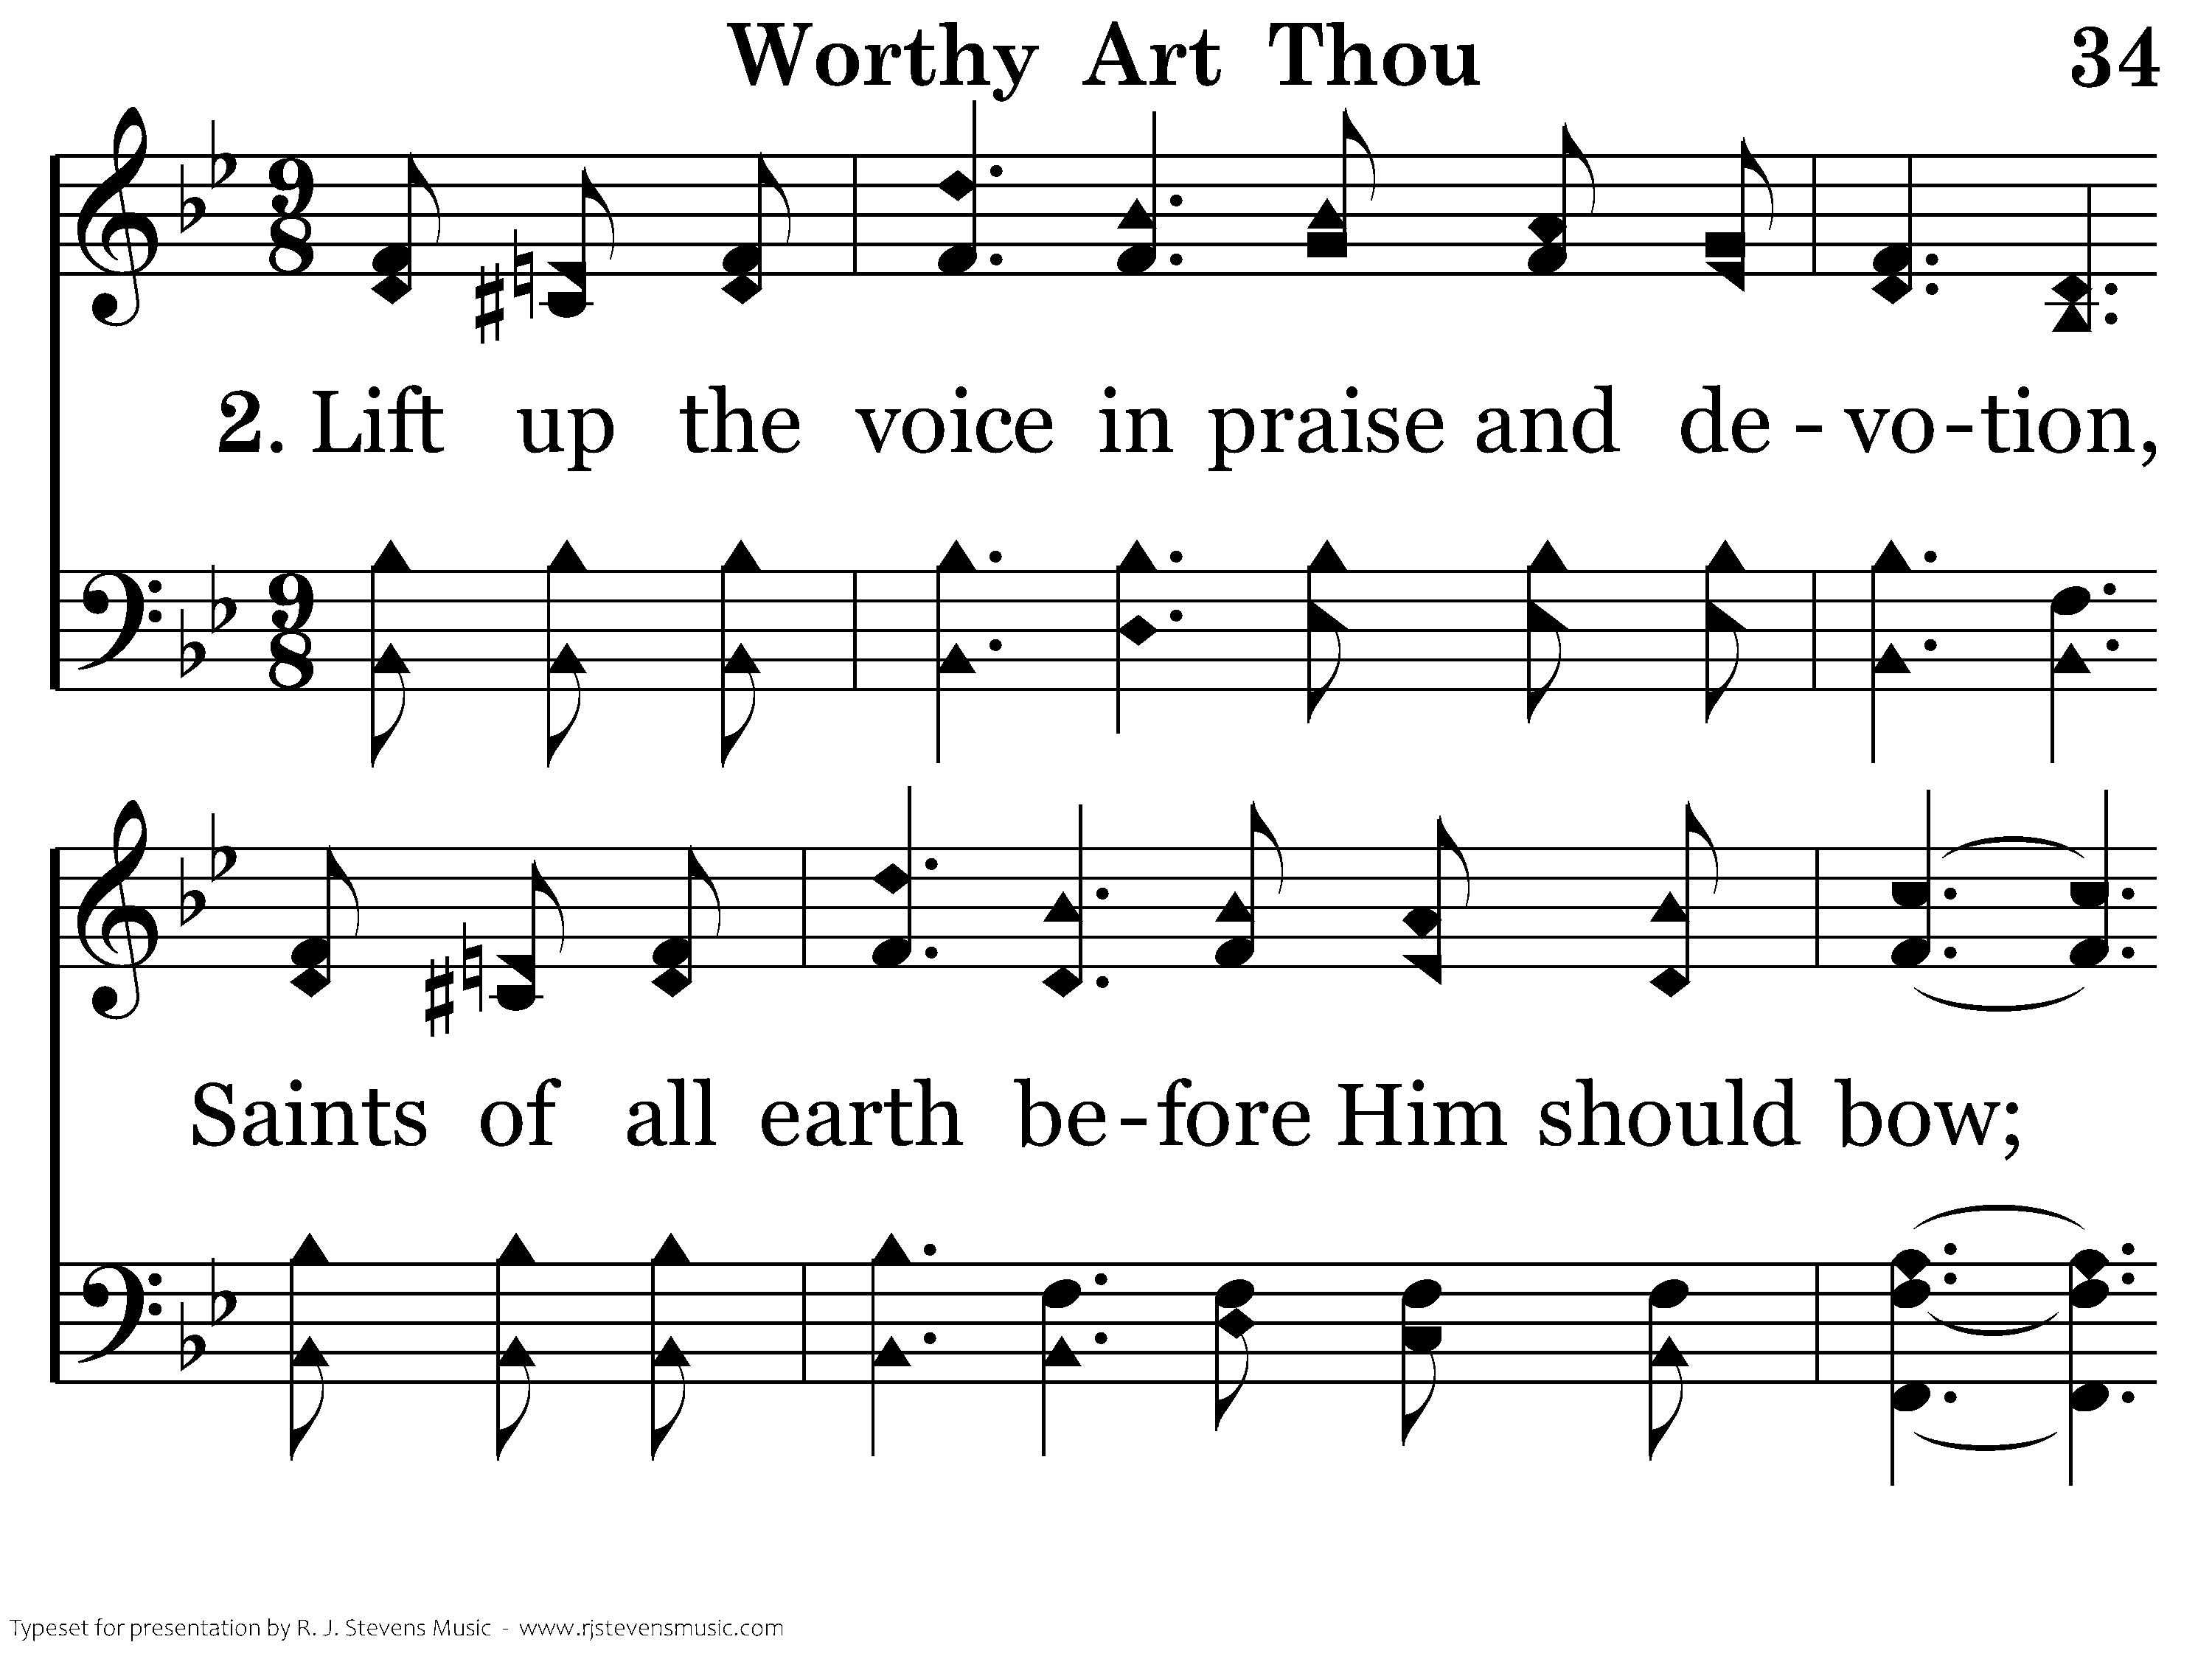 Worthy Art Thou 34
2. Lift up the voice in praise and de - vo - tion,
Saints of all earth be - fore Him should bow;
Typeset for presentation by R. J. Stevens Music - www.rjstevensmusic.com